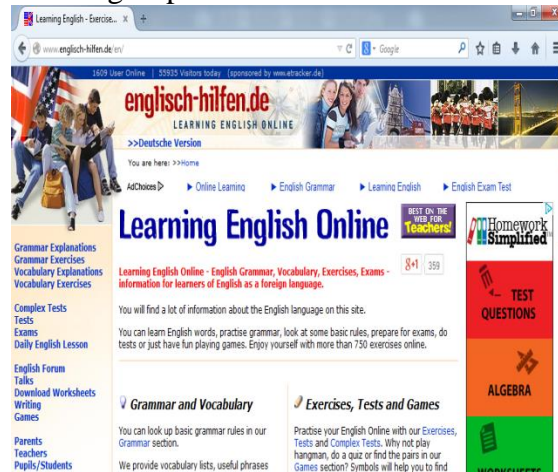 Learning English - Exercise...
www.englisch-hilfen.de/en/
Google
1609 User Online | 55935 Visitors today (sponsored by www.etracker.de)
englisch-hilfen.de
LEARNING ENGLISH ONLINE
>>Deutsche Version
You are here: >>Home
AdChoices
Online Learning
English Grammar
Learning English
English Exam Test
Learning English Online
BEST ON THE WEB FOR Teachers!
8+1 359
Learning English Online - English Grammar, Vocabulary, Exercises, Exams -
information for learners of English as a foreign language.
You will find a lot of information about the English language on this site.
You can learn English words, practise grammar, look at some basic rules, prepare for exams, do
tests or just have fun playing games. Enjoy yourself with more than 750 exercises online.
Grammar Explanations
Grammar Exercises
Vocabulary Explanations
Vocabulary Exercises
Complex Tests
Tests
Exams
Daily English Lesson
English Forum
Talks
Download Worksheets
Writing
Games
Parents
Teachers
Pupils/Students
Grammar and Vocabulary
You can look up basic grammar rules in our
Grammar section.
We provide vocabulary lists, useful phrases
Exercises, Tests and Games
Practise your English Online with our Exercises,
Tests and Complex Tests. Why not play
hangman, do a quiz or find the pairs in our
Games section? Symbols will help you to find
Homework
Simplified
TEST
QUESTIONS
ALGEBRA
WORKSHEETS